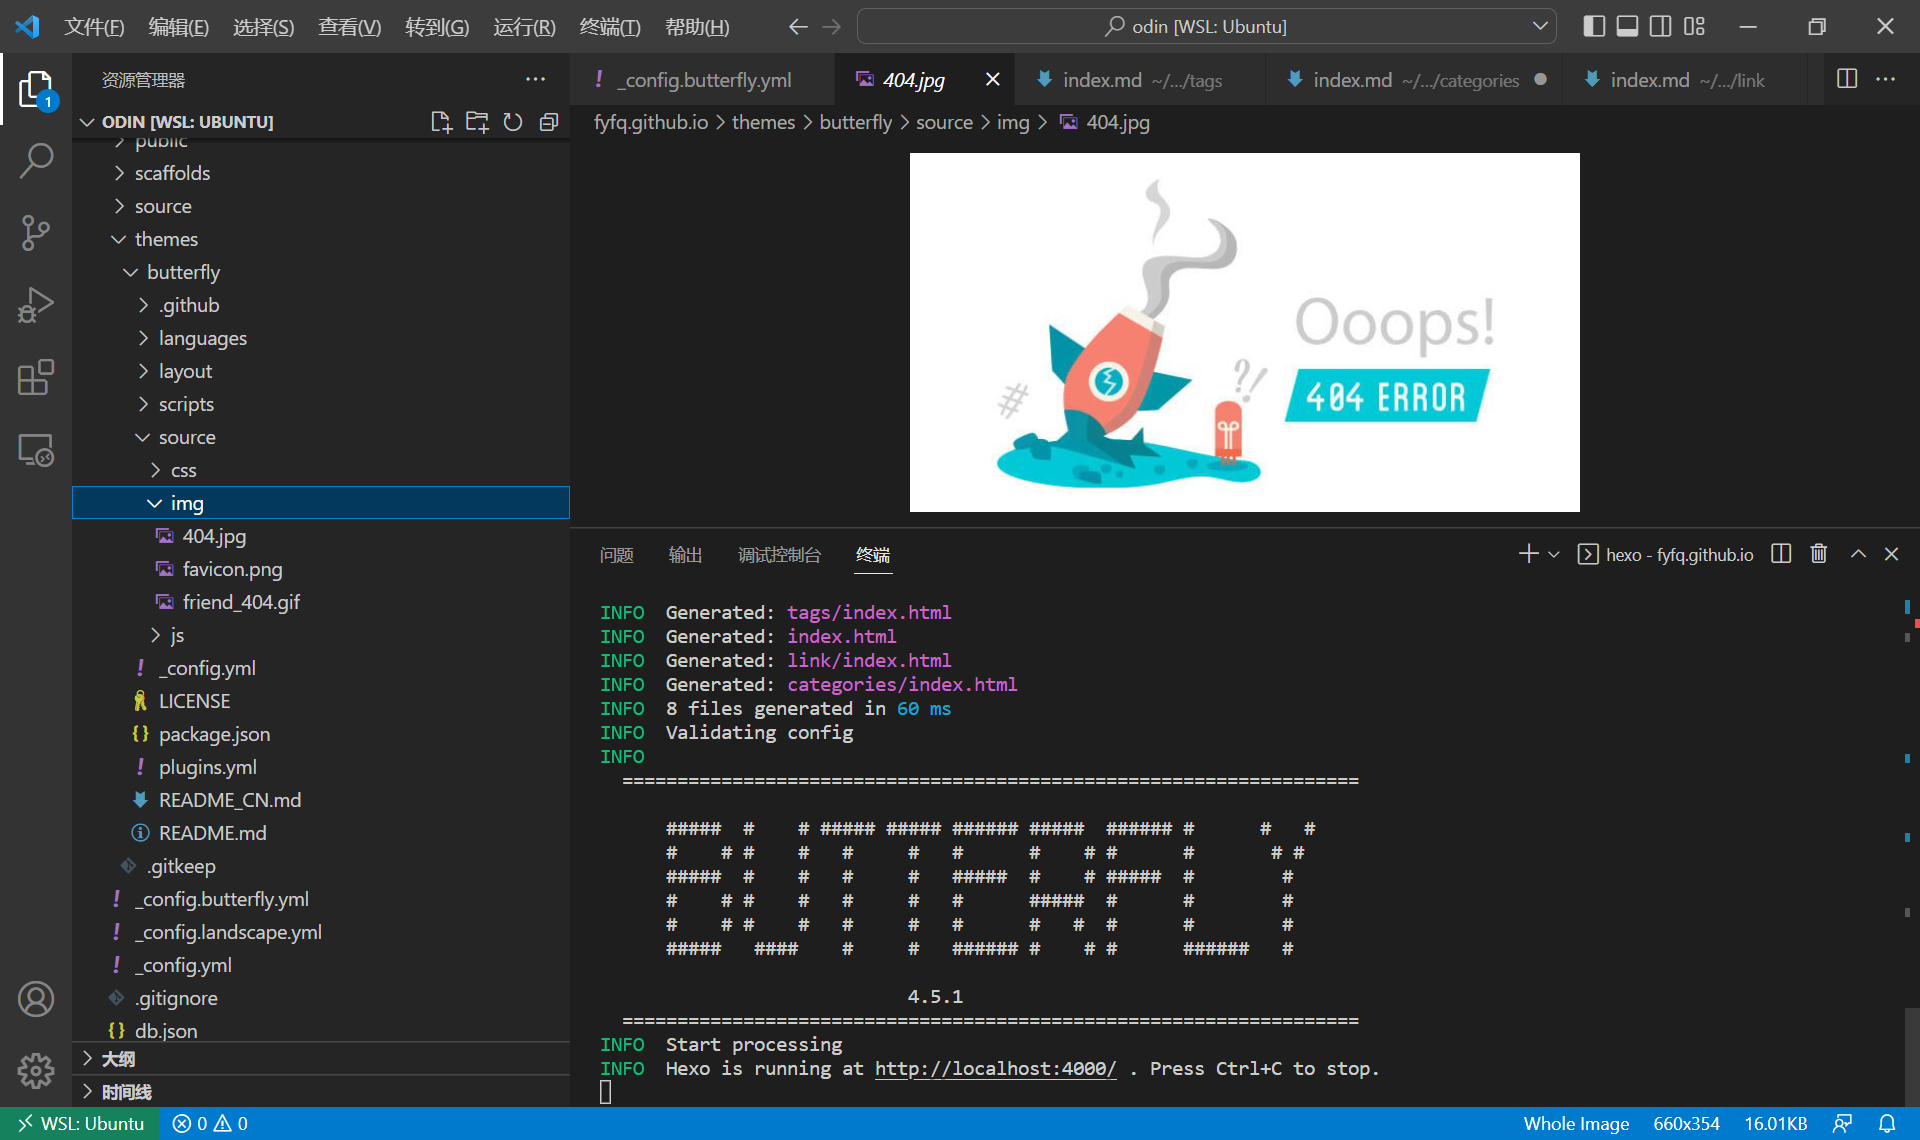 文件(F) 编辑(E) 选择(S) 查看(V) 转到(G) 运行(R) 终端(T) 帮助(H) odin [WSL: Ubuntu]
资源管理器
1
ODIN [WSL: UBUNTU]
public
scaffolds
source
themes
butterfly
.github
languages
layout
scripts
source
css
img
404.jpg
favicon.png
friend_404.gif
js
_config.yml
LICENSE
package.json
plugins.yml
README_CN.md
README.md
.gitkeep
_config.butterfly.yml
_config.landscape.yml
_config.yml
.gitignore
db.json
大纲
时间线
_config.butterfly.yml 404.jpg index.md ~/.../tags index.md ~/.../categories index.md ~/.../link
fyfq.github.io > themes > butterfly > source > img > 404.jpg
Ooops!
404 ERROR
# ?!
问题 输出 调试控制台 终端 hexo - fyfq.github.io
INFO Generated: tags/index.html
INFO Generated: index.html
INFO Generated: link/index.html
INFO Generated: categories/index.html
INFO 8 files generated in 60 ms
INFO Validating config
INFO
===================================================================
##### #    # ##### ##### ###### #####  ###### #      #   #
#    # #    #   #     #   #      #    # #      #       # #
##### #    #   #     #   #####  #    # #####  #        #
#    # #    #   #     #   #      #####  #      #        #
#    # #    #   #     #   #      #   #  #      #        #
#####   ####    #     #   ###### #    # #      ######   #
4.5.1
===================================================================
INFO Start processing
INFO Hexo is running at http://localhost:4000/ . Press Ctrl+C to stop.
WSL: Ubuntu 0 0 Whole Image 660x354 16.01KB